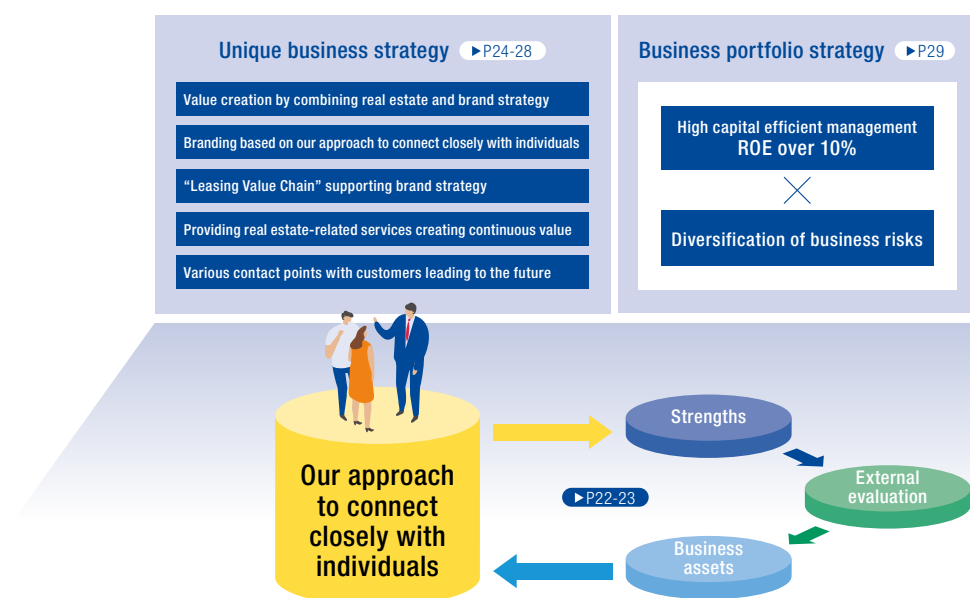 Unique business strategy ▶P24-28
Value creation by combining real estate and brand strategy
Branding based on our approach to connect closely with individuals
“Leasing Value Chain” supporting brand strategy
Providing real estate-related services creating continuous value
Various contact points with customers leading to the future
Business portfolio strategy ▶P29
High capital efficient management
ROE over 10%
Diversification of business risks
Our approach
to connect
closely with
individuals
▶P22-23
Strengths
External
evaluation
Business
assets